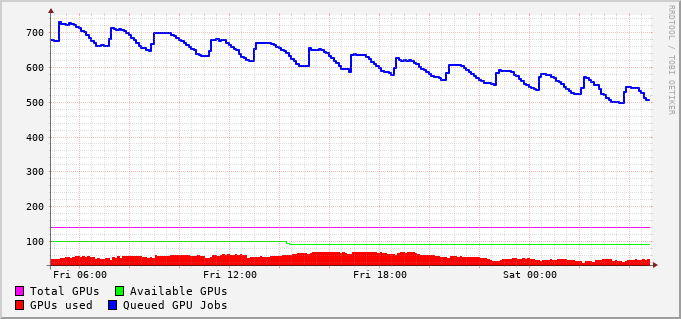 700
600
500
400
300
200
100
Fri 06:00 Fri 12:00 Fri 18:00 Sat 00:00
Total GPUs Available GPUs
GPUs used Queued GPU Jobs
RRDTOOL / TOBI OETIKER